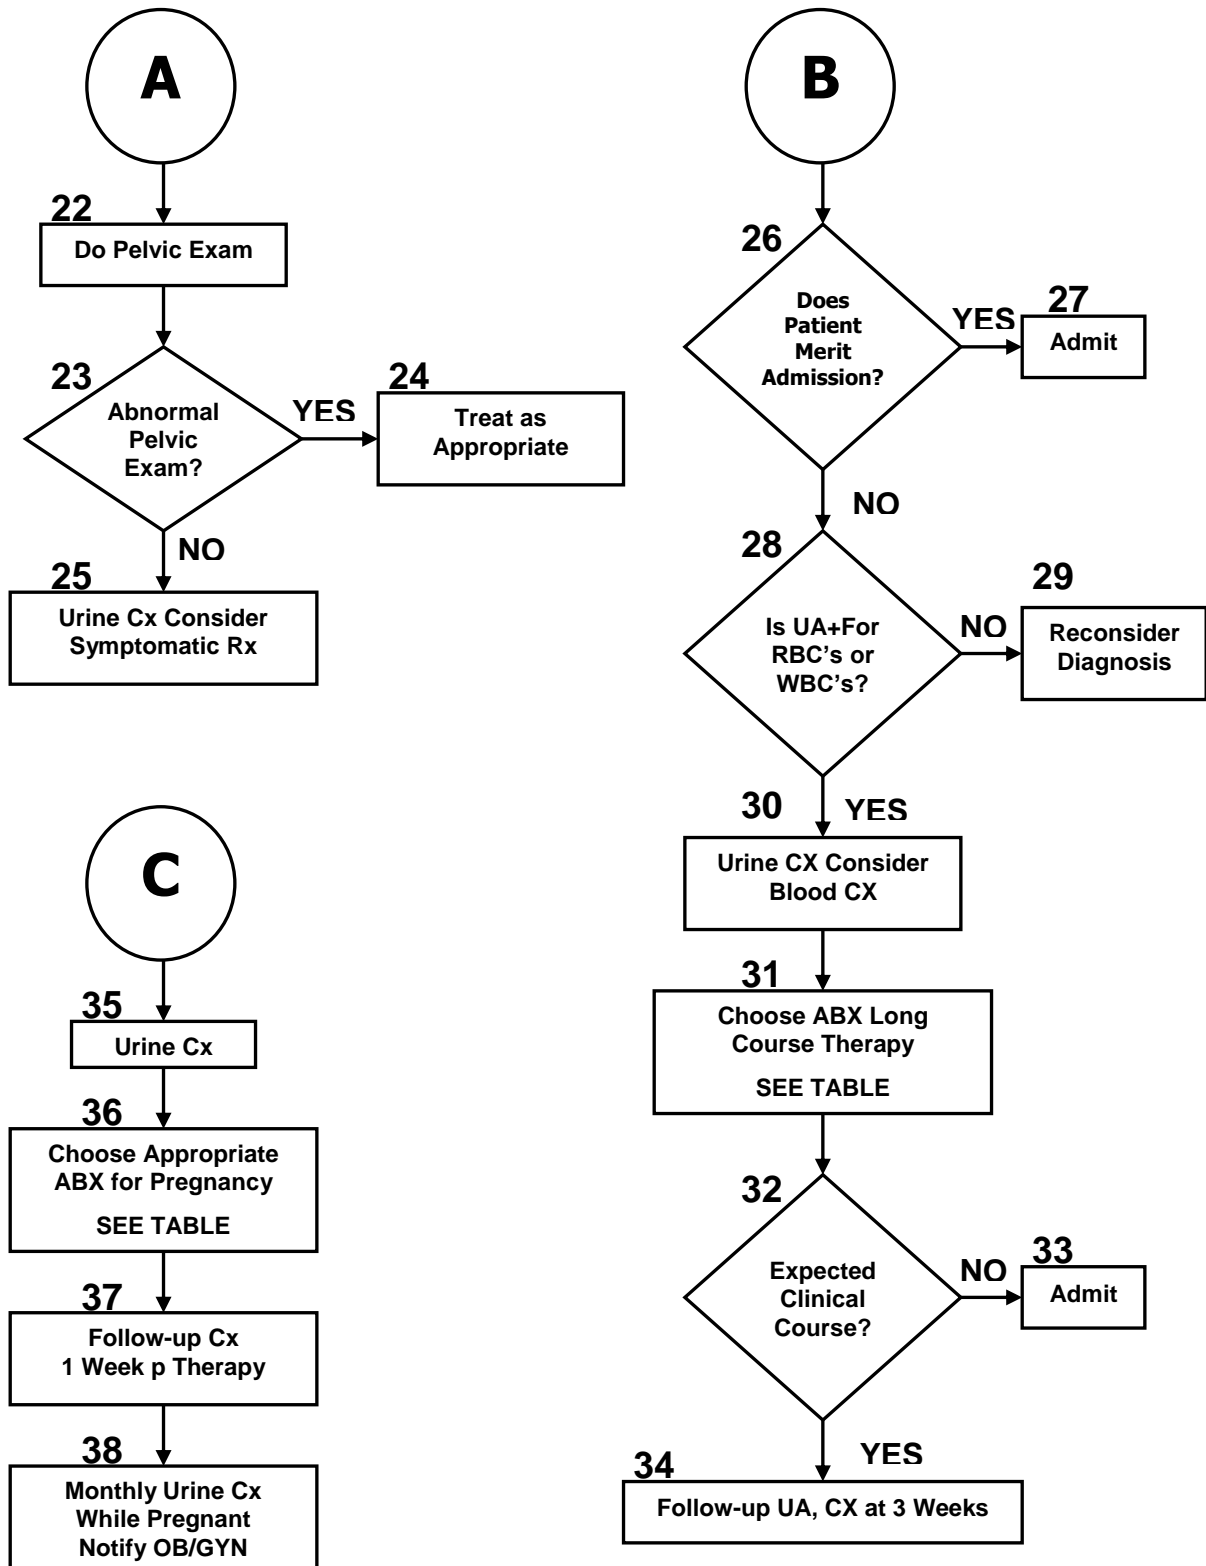 A
22
Do Pelvic Exam
23
Abnormal
Pelvic
Exam?
YES
24
Treat as
Appropriate
NO
25
Urine Cx Consider
Symptomatic Rx
B
26
Does
Patient
Merit
Admission?
YES
27
Admit
NO
28
Is UA+For
RBC's or
WBC's?
NO
29
Reconsider
Diagnosis
YES
30
Urine CX Consider
Blood CX
31
Choose ABX Long
Course Therapy
SEE TABLE
32
Expected
Clinical
Course?
NO
33
Admit
YES
34
Follow-up UA, CX at 3 Weeks
C
35
Urine Cx
36
Choose Appropriate
ABX for Pregnancy
SEE TABLE
37
Follow-up Cx
1 Week p Therapy
38
Monthly Urine Cx
While Pregnant
Notify OB/GYN